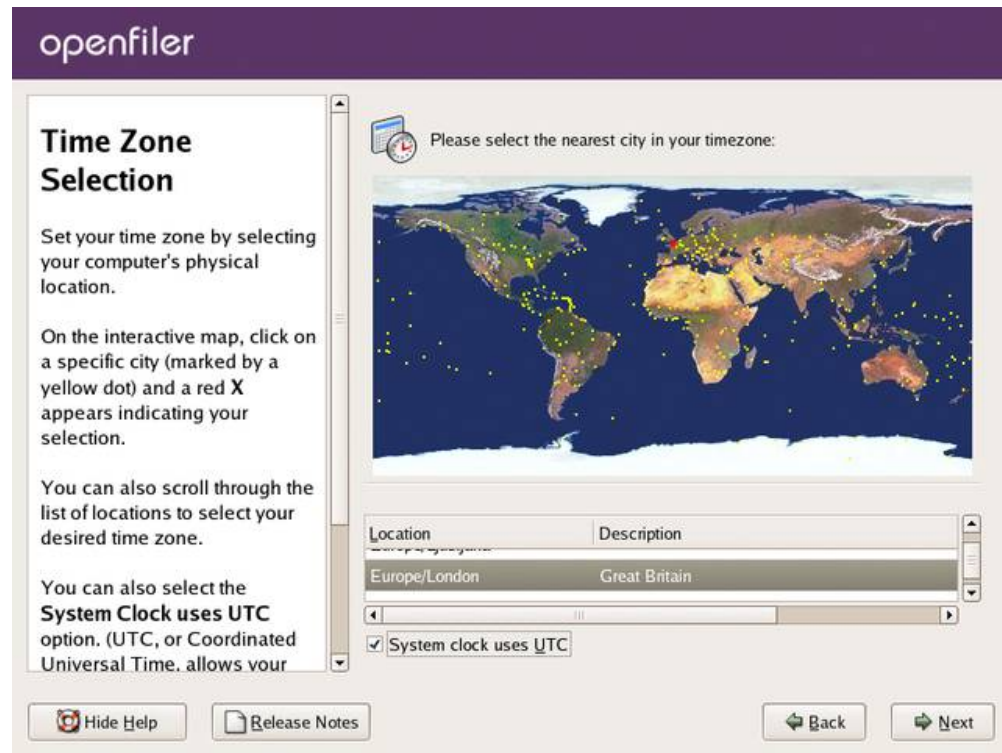 openfiler
Time Zone
Selection
Set your time zone by selecting
your computer's physical
location.
On the interactive map, click on
a specific city (marked by a
yellow dot) and a red X
appears indicating your
selection.
You can also scroll through the
list of locations to select your
desired time zone.
You can also select the
System Clock uses UTC
option. (UTC, or Coordinated
Universal Time, allows your
Please select the nearest city in your timezone:
Location Description
Europe/Ljubljana
Europe/London Great Britain
System clock uses UTC
Hide Help
Release Notes
Back
Next